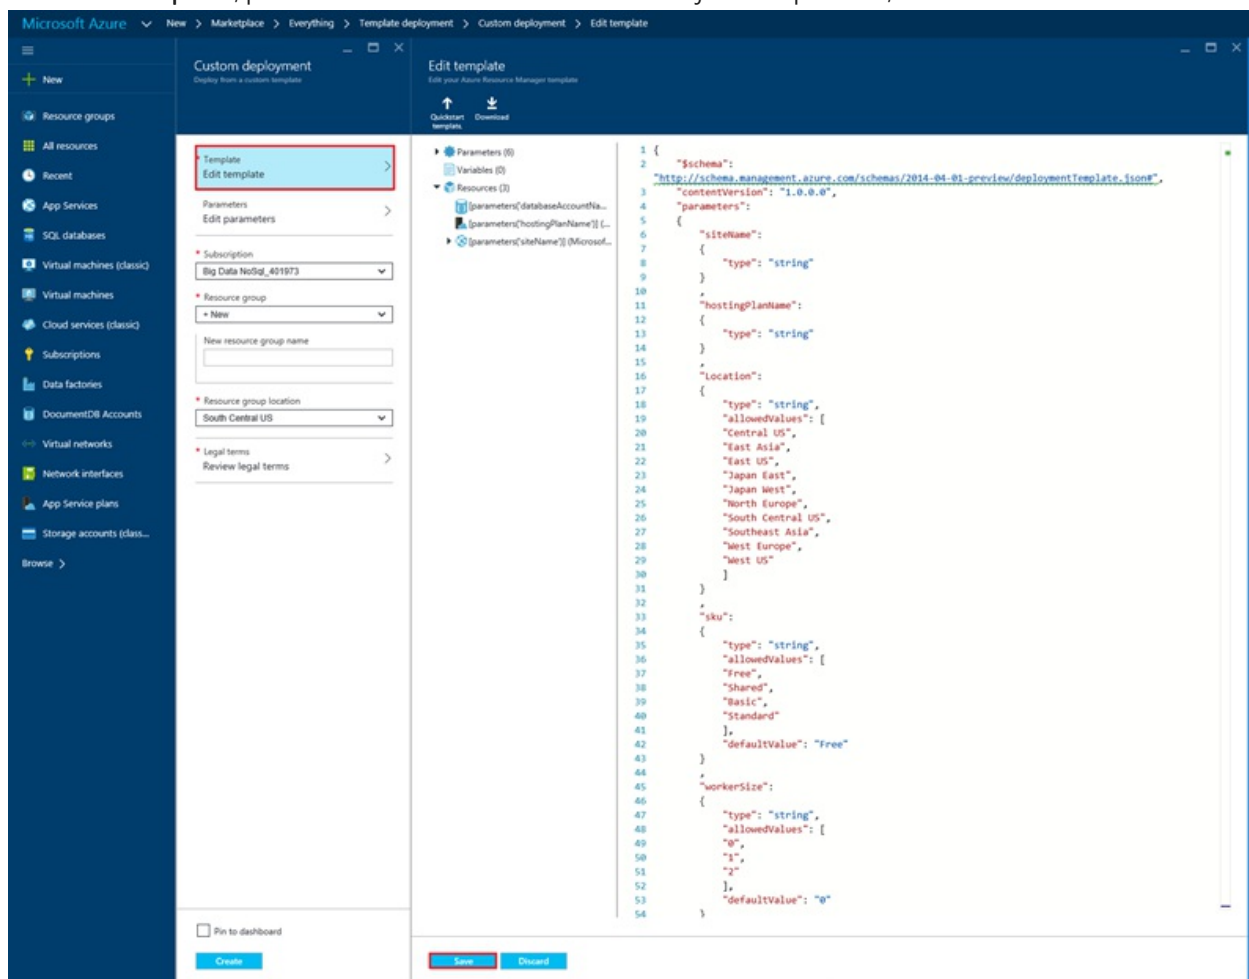 Microsoft Azure New > Marketplace > Everything > Template deployment > Custom deployment > Edit template
New
Resource groups
All resources
Recent
App Services
SQL databases
Virtual machines (classic)
Virtual machines
Cloud services (classic)
Subscriptions
Data factories
DocumentDB Accounts
Virtual networks
Network interfaces
App Service plans
Storage accounts (class...
Browse >
Custom deployment
Deploy from a custom template
* Template
Edit template
Parameters
Edit parameters
* Subscription
Big Data NoSql_401973
* Resource group
+ New
New resource group name
* Resource group location
South Central US
* Legal terms
Review legal terms
Pin to dashboard
Create
Edit template
Edit your Azure Resource Manager template
Quickstart template
Download
Parameters (6)
Variables (0)
Resources (3)
[parameters('databaseAccountNa...
[parameters('hostingPlanName')] (...
[parameters('siteName')] (Microsof...
1 {
2 "$schema":
"http://schema.management.azure.com/schemas/2014-04-01-preview/deploymentTemplate.json#",
3 "contentVersion": "1.0.0.0",
4 "parameters":
5 {
6 "siteName":
7 {
8 "type": "string"
9 }
10 ,
11 "hostingPlanName":
12 {
13 "type": "string"
14 }
15 ,
16 "Location":
17 {
18 "type": "string",
19 "allowedValues": [
20 "Central US",
21 "East Asia",
22 "East US",
23 "Japan East",
24 "Japan West",
25 "North Europe",
26 "South Central US",
27 "Southeast Asia",
28 "West Europe",
29 "West US"
30 ]
31 }
32 ,
33 "sku":
34 {
35 "type": "string",
36 "allowedValues": [
37 "Free",
38 "Shared",
39 "Basic",
40 "Standard"
41 ],
42 "defaultValue": "Free"
43 }
44 ,
45 "workerSize":
46 {
47 "type": "string",
48 "allowedValues": [
49 "0",
50 "1",
51 "2"
52 ],
53 "defaultValue": "0"
54 }
Save
Discard